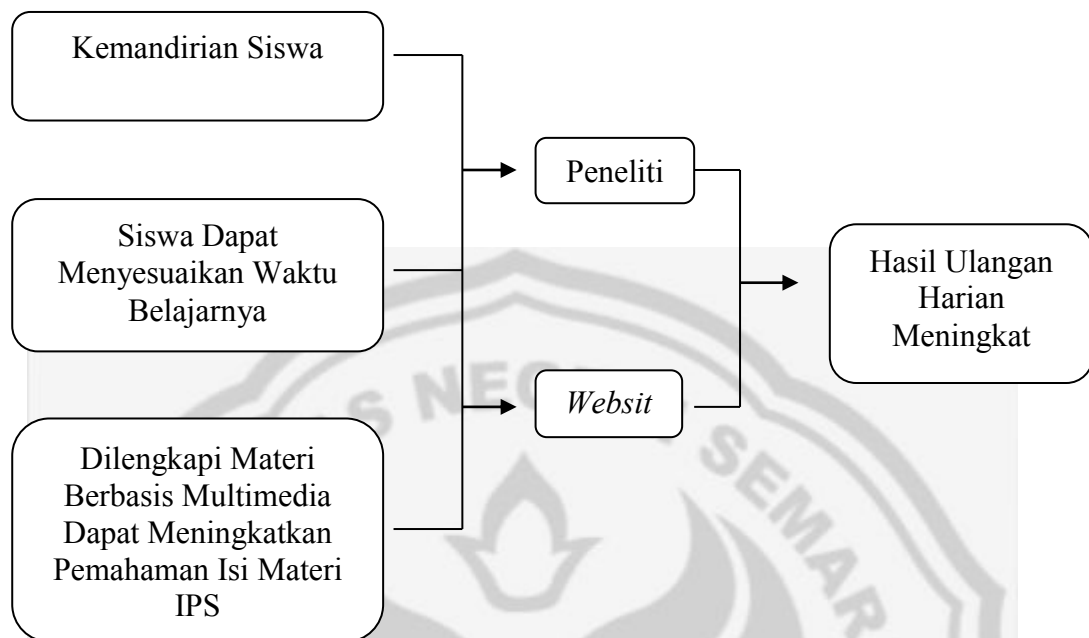 Kemandirian Siswa
Siswa Dapat
Menyesuaikan Waktu
Belajarnya
Dilengkapi Materi
Berbasis Multimedia
Dapat Meningkatkan
Pemahaman Isi Materi
IPS
Peneliti
Websit
Hasil Ulangan
Harian
Meningkat
SEMAR